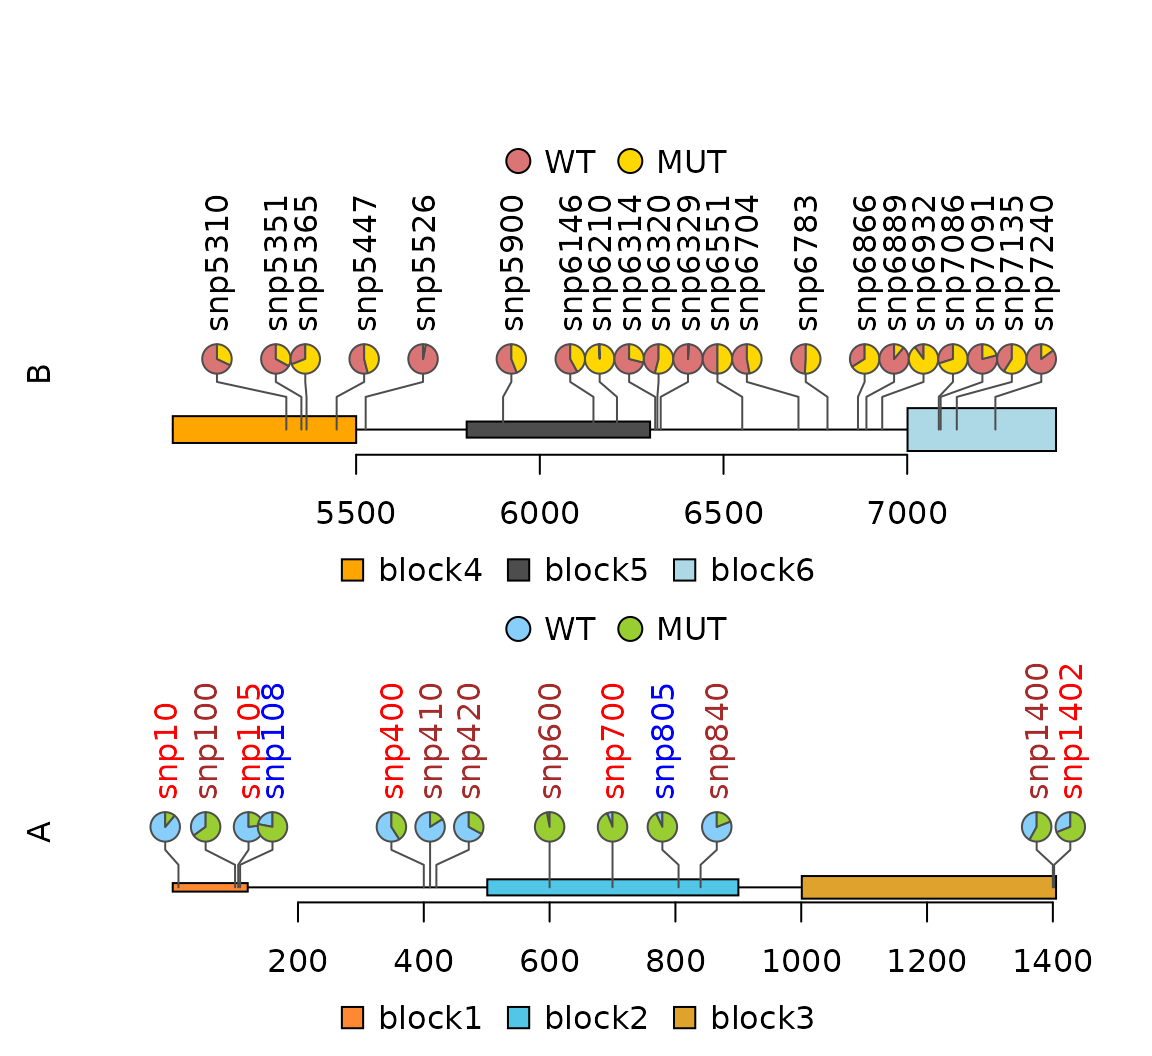 WT MUT
snp5310 snp5351 snp5365 snp5447 snp5526 snp5900 snp6146 snp6210 snp6314 snp6320 snp6329 snp6551 snp6704 snp6783 snp6866 snp6889 snp6932 snp7086 snp7091 snp7135 snp7240
B
5500 6000 6500 7000
block4 block5 block6
WT MUT
snp10 snp100 snp105 snp108 snp400 snp410 snp420 snp600 snp700 snp805 snp840 snp1400 snp1402
A
200 400 600 800 1000 1200 1400
block1 block2 block3